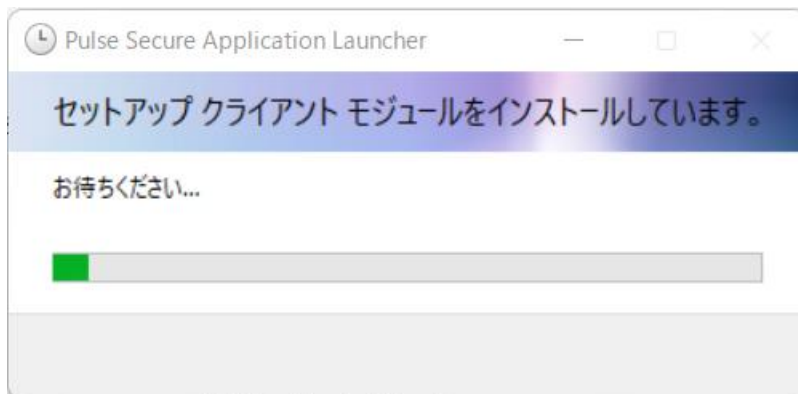 Pulse Secure Application Launcher
セットアップ クライアント モジュールをインストールしています。
お待ちください...